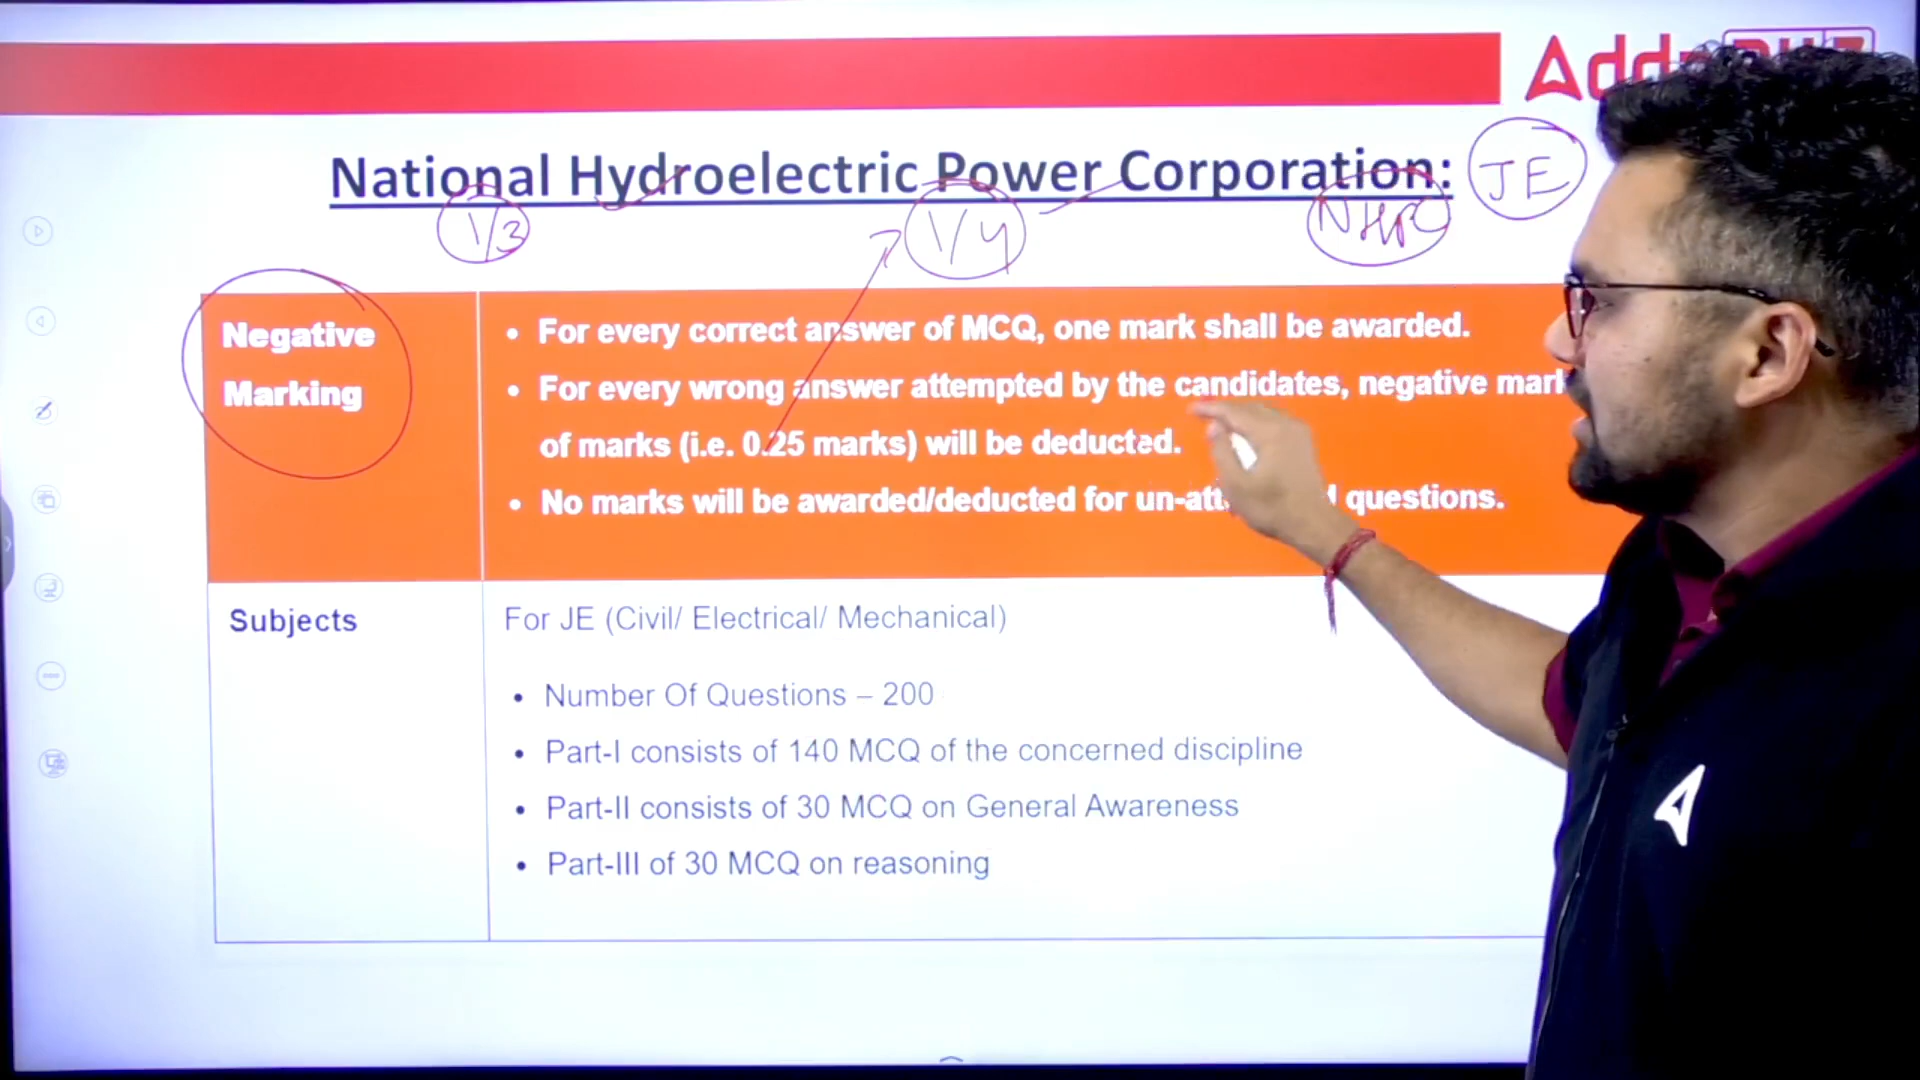 National Hydroelectric Power Corporation:
JE
1/3
1/4
NHPC
Negative
Marking
• For every correct answer of MCQ, one mark shall be awarded.
• For every wrong answer attempted by the candidates, negative
of marks (i.e. 0.25 marks) will be deducted.
• No marks will be awarded/deducted for questions.
Subjects
For JE (Civil/ Electrical/ Mechanical)
• Number Of Questions – 200
• Part-I consists of 140 MCQ of the concerned discipline
• Part-II consists of 30 MCQ on General Awareness
• Part-III of 30 MCQ on reasoning